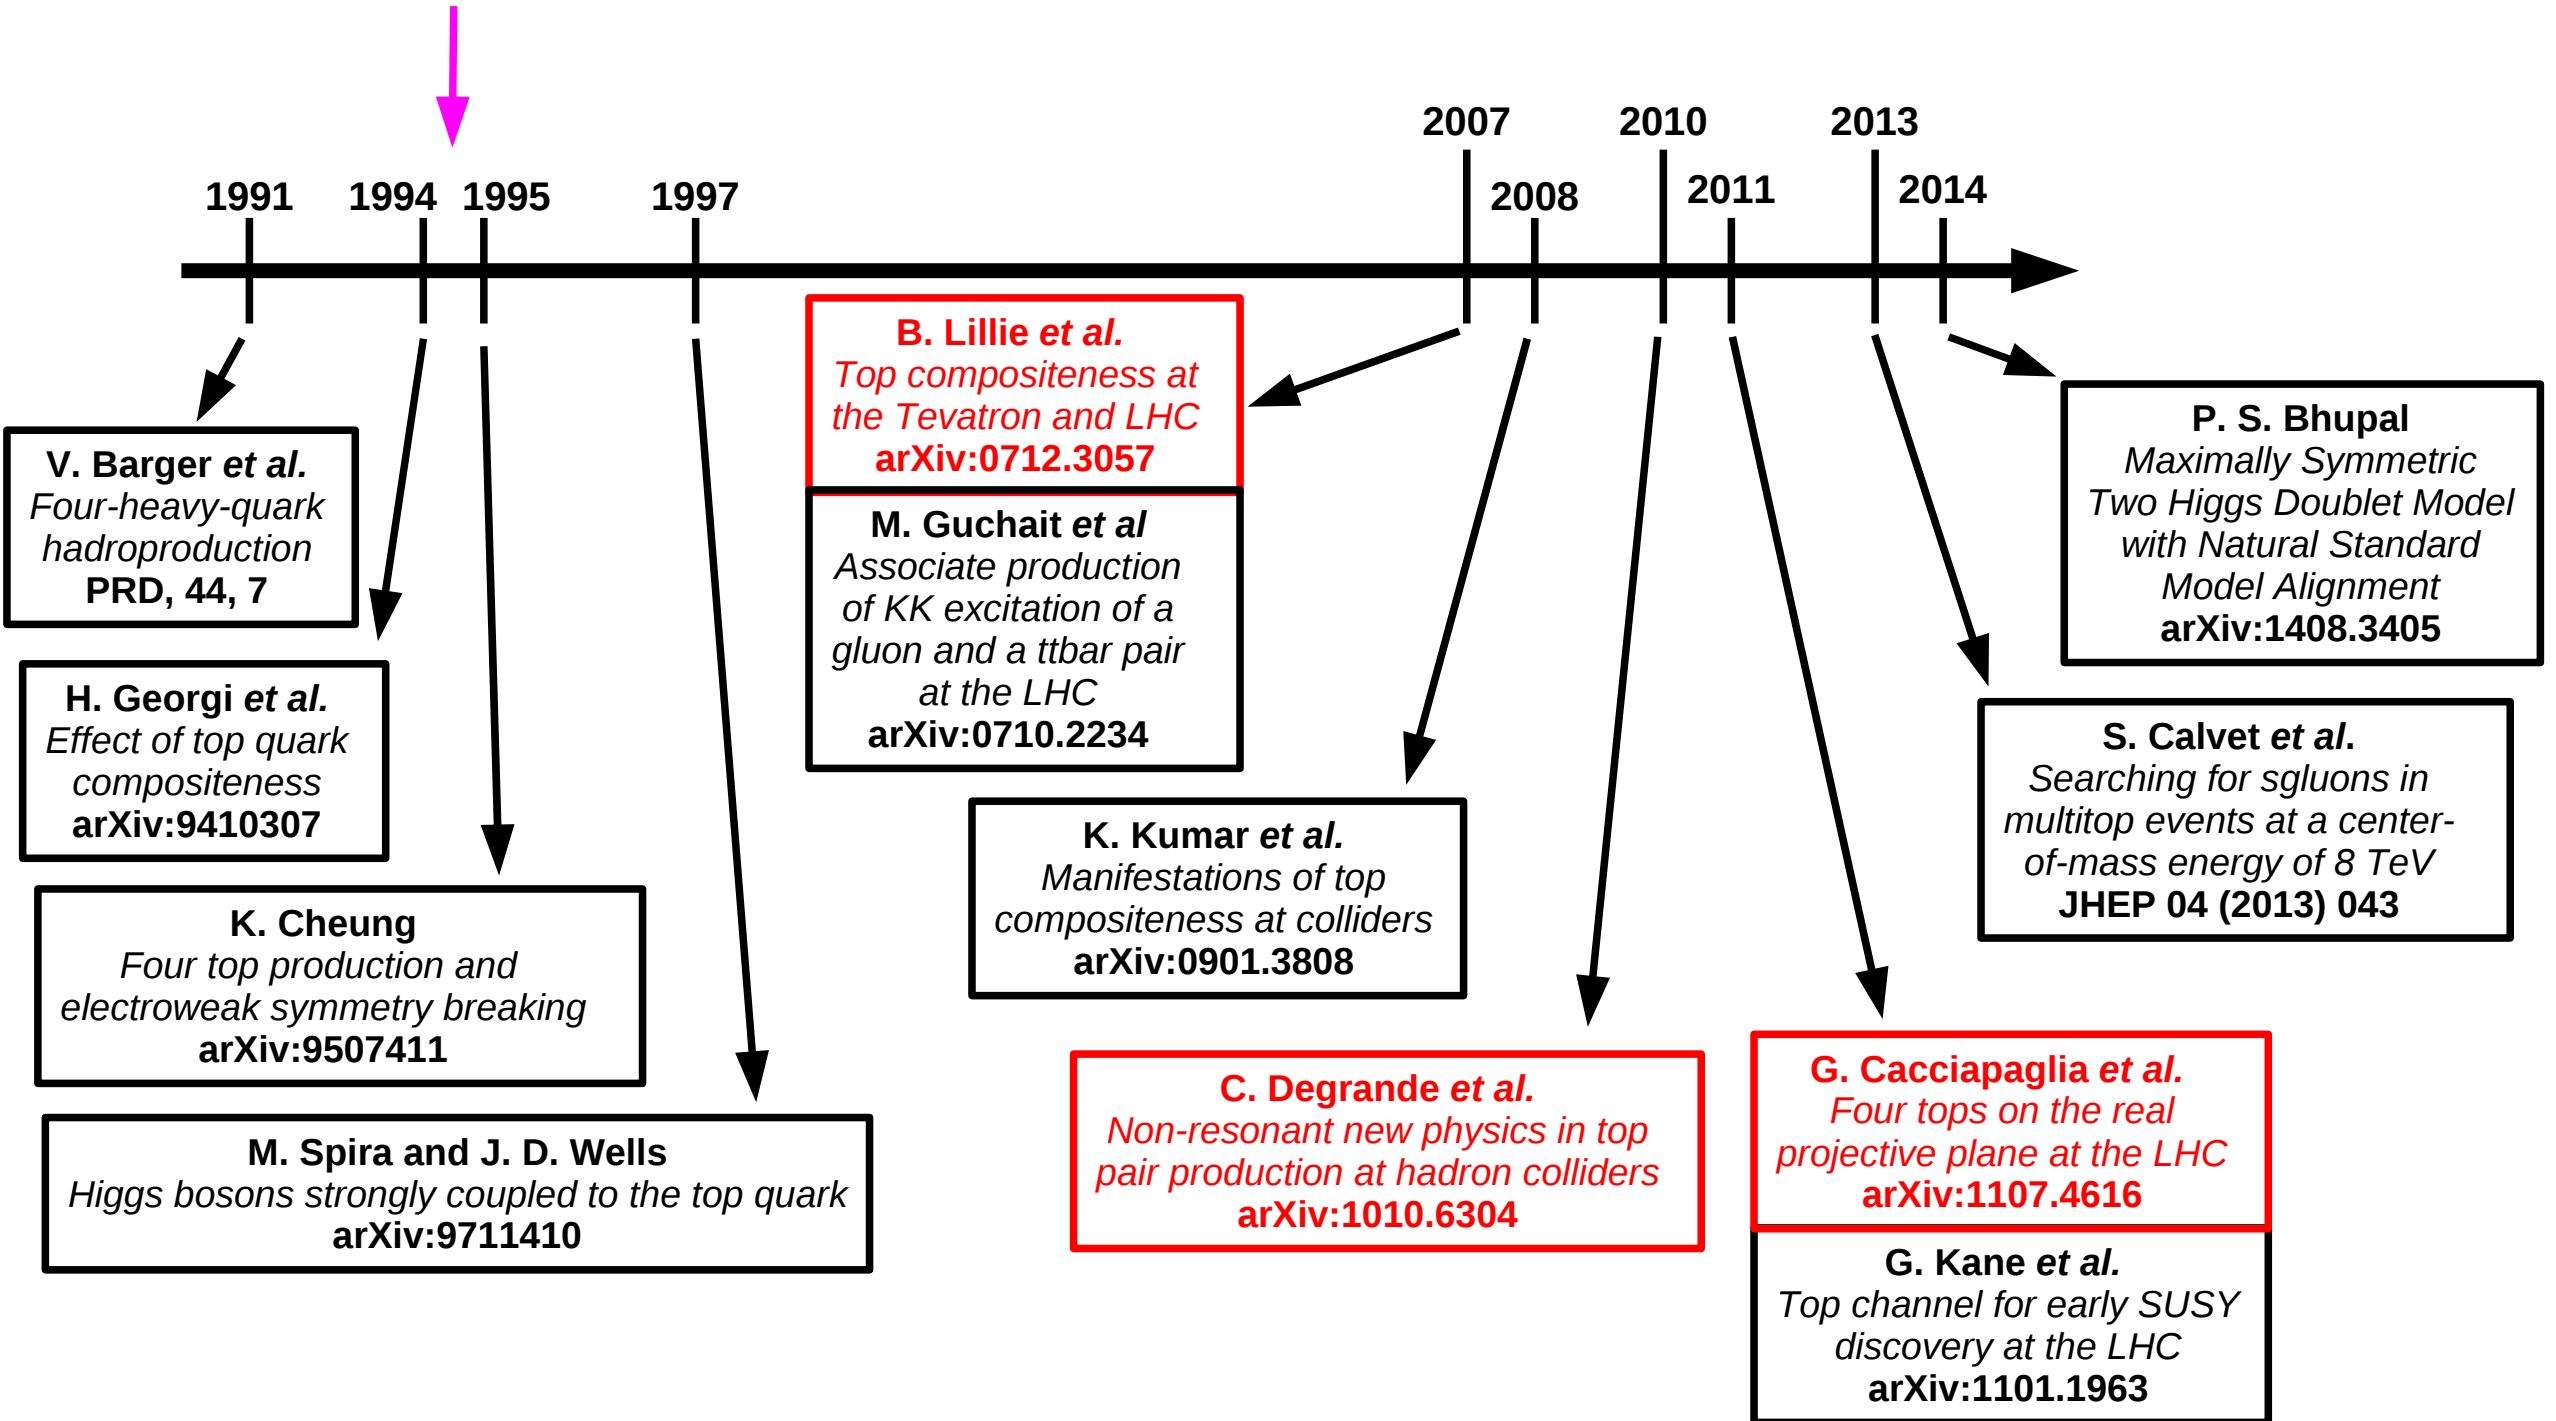 2007
2010
2013
1991
1994
1995
1997
2008
2011
2014
V. Barger et al.
Four-heavy-quark
hadroproduction
PRD, 44, 7
H. Georgi et al.
Effect of top quark
compositeness
arXiv:9410307
K. Cheung
Four top production and
electroweak symmetry breaking
arXiv:9507411
M. Spira and J. D. Wells
Higgs bosons strongly coupled to the top quark
arXiv:9711410
B. Lillie et al.
Top compositeness at
the Tevatron and LHC
arXiv:0712.3057
M. Guchait et al
Associate production
of KK excitation of a
gluon and a ttbar pair
at the LHC
arXiv:0710.2234
K. Kumar et al.
Manifestations of top
compositeness at colliders
arXiv:0901.3808
C. Degrande et al.
Non-resonant new physics in top
pair production at hadron colliders
arXiv:1010.6304
G. Cacciapaglia et al.
Four tops on the real
projective plane at the LHC
arXiv:1107.4616
G. Kane et al.
Top channel for early SUSY
discovery at the LHC
arXiv:1101.1963
S. Calvet et al.
Searching for sgluons in
multitop events at a center-
of-mass energy of 8 TeV
JHEP 04 (2013) 043
P. S. Bhupal
Maximally Symmetric
Two Higgs Doublet Model
with Natural Standard
Model Alignment
arXiv:1408.3405